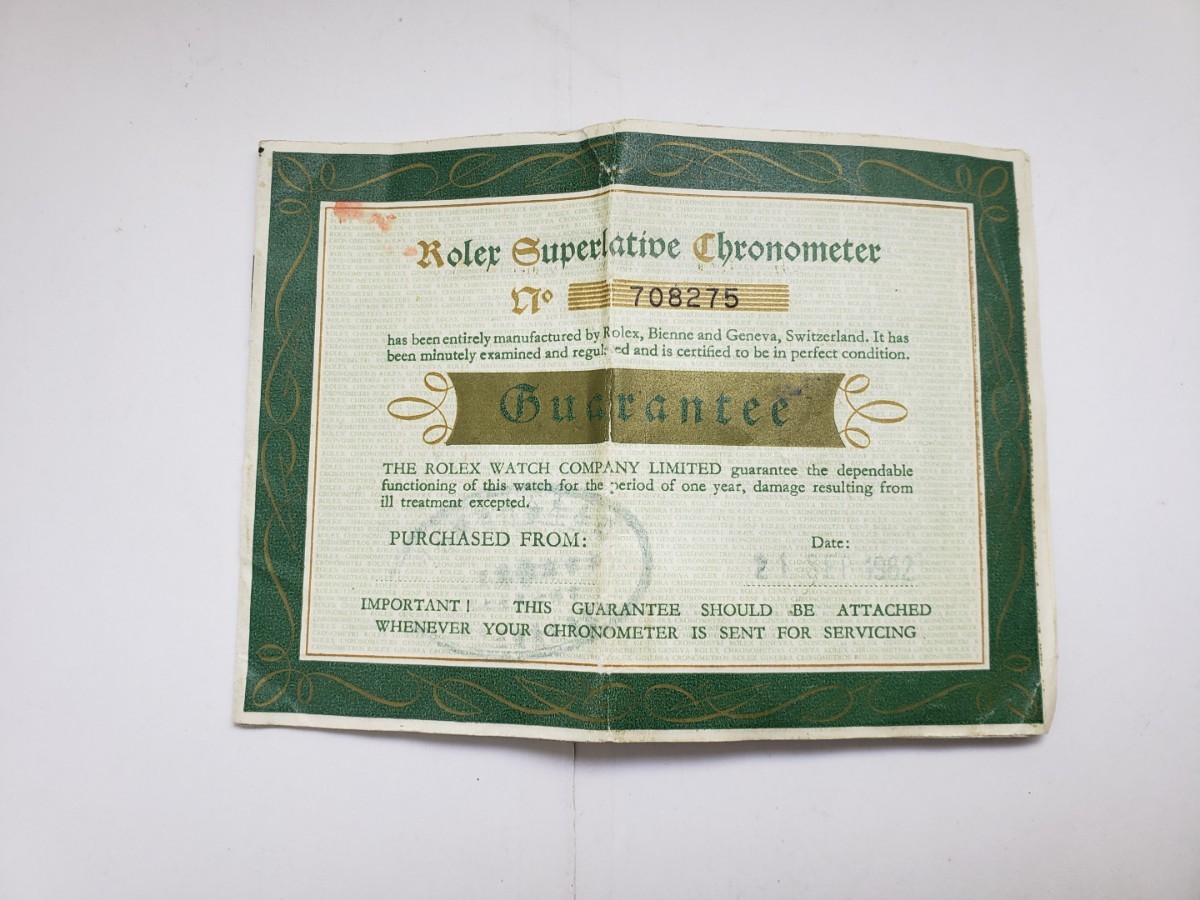 Rolex Superlative Chronometer
No 708275
has been entirely manufactured by Rolex, Bienne and Geneva, Switzerland. It has
been minutely examined and regulated and is certified to be in perfect condition.
Guarantee
THE ROLEX WATCH COMPANY LIMITED guarantee the dependable
functioning of this watch for the period of one year, damage resulting from
ill treatment excepted.
PURCHASED FROM: Date:
IMPORTANT! THIS GUARANTEE SHOULD BE ATTACHED
WHENEVER YOUR CHRONOMETER IS SENT FOR SERVICING